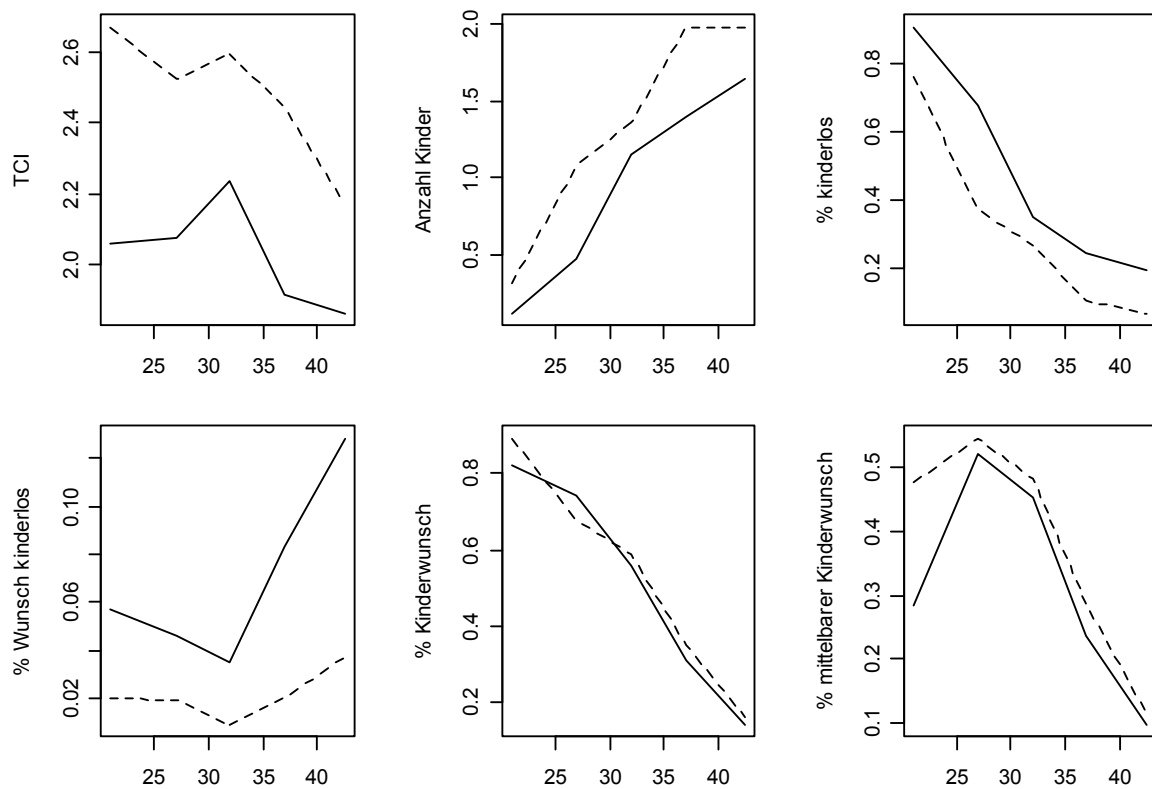 TCI
2.0 2.2 2.4 2.6
25 30 35 40
Anzahl Kinder
0.5 1.0 1.5 2.0
25 30 35 40
% kinderlos
0.2 0.4 0.6 0.8
25 30 35 40
% Wunsch kinderlos
0.02 0.06 0.10
25 30 35 40
% Kinderwunsch
0.2 0.4 0.6 0.8
25 30 35 40
% mittelbarer Kinderwunsch
0.1 0.2 0.3 0.4 0.5
25 30 35 40